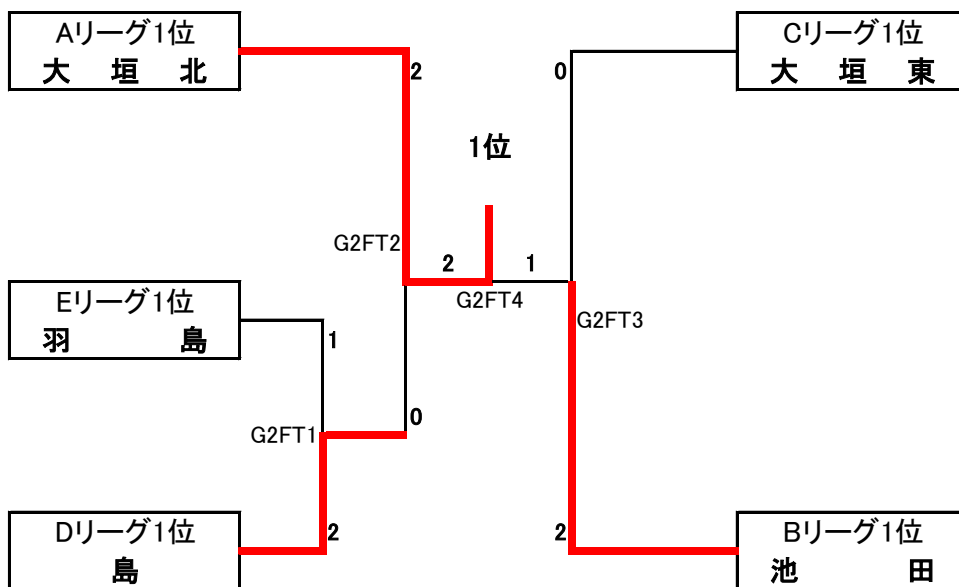 Aリーグ1位
大 垣 北
Cリーグ1位
大 垣 東
2
0
1位
G2FT2
2
1
G2FT4
Eリーグ1位
羽 島
G2FT3
1
0
G2FT1
Dリーグ1位
島
2
2
Bリーグ1位
池 田